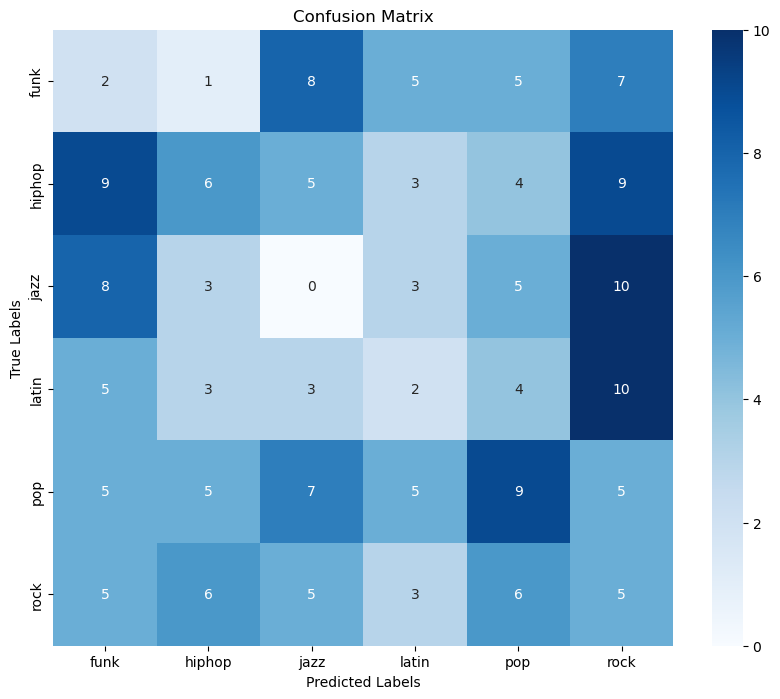 Confusion Matrix
funk 2 1 8 5 5 7
hiphop 9 6 5 3 4 9
jazz 8 3 0 3 5 10
latin 5 3 3 2 4 10
pop 5 5 7 5 9 5
rock 5 6 5 3 6 5
True Labels
funk hiphop jazz latin pop rock
Predicted Labels
10
8
6
4
2
0